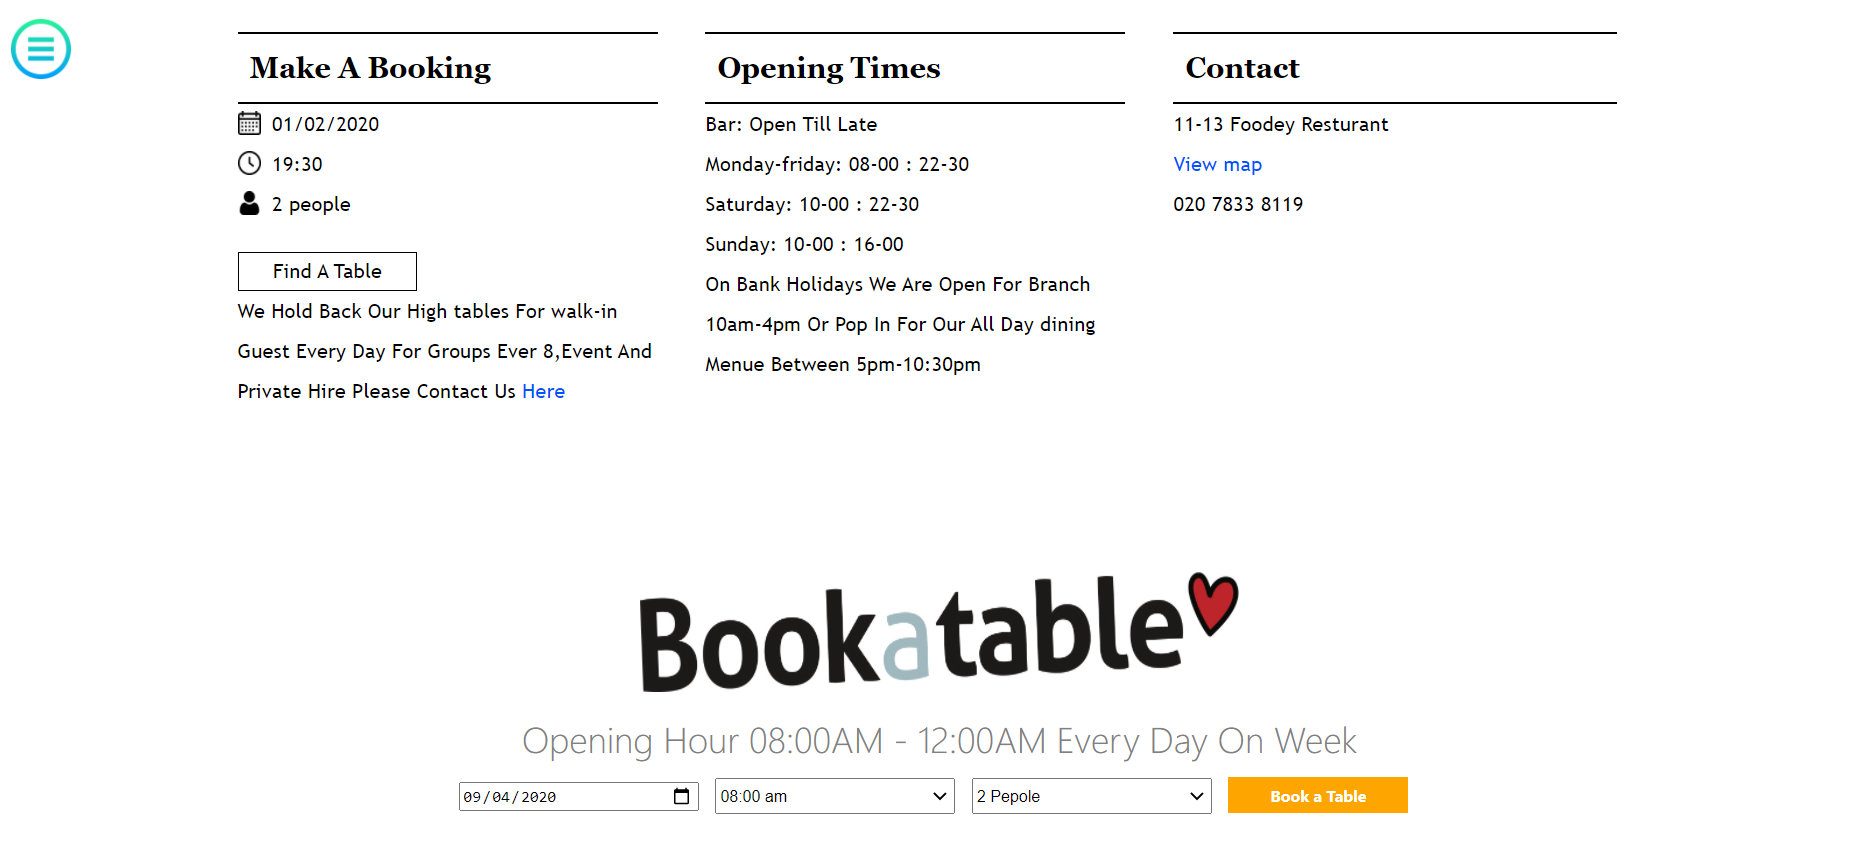 Make A Booking
01/02/2020
19:30
2 people
Find A Table
We Hold Back Our High tables For walk-in
Guest Every Day For Groups Ever 8,Event And
Private Hire Please Contact Us Here
Opening Times
Bar: Open Till Late
Monday-friday: 08-00 : 22-30
Saturday: 10-00 : 22-30
Sunday: 10-00 : 16-00
On Bank Holidays We Are Open For Branch
10am-4pm Or Pop In For Our All Day dining
Menue Between 5pm-10:30pm
Contact
11-13 Foodey Resturant
View map
020 7833 8119
Bookatable
Opening Hour 08:00AM - 12:00AM Every Day On Week
09/04/2020 08:00 am 2 Pepole Book a Table